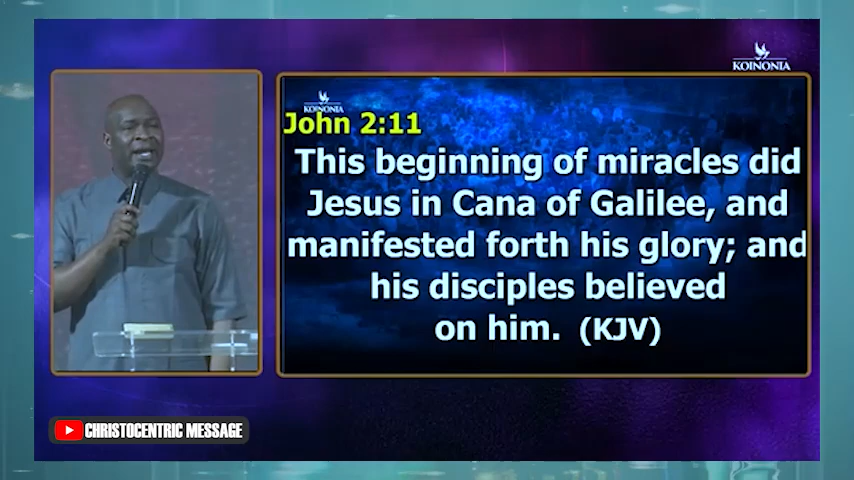 KOINONIA
KOINONIA
John 2:11
This beginning of miracles did
Jesus in Cana of Galilee, and
manifested forth his glory; and
his disciples believed
on him. (KJV)
CHRISTOCENTRIC MESSAGE